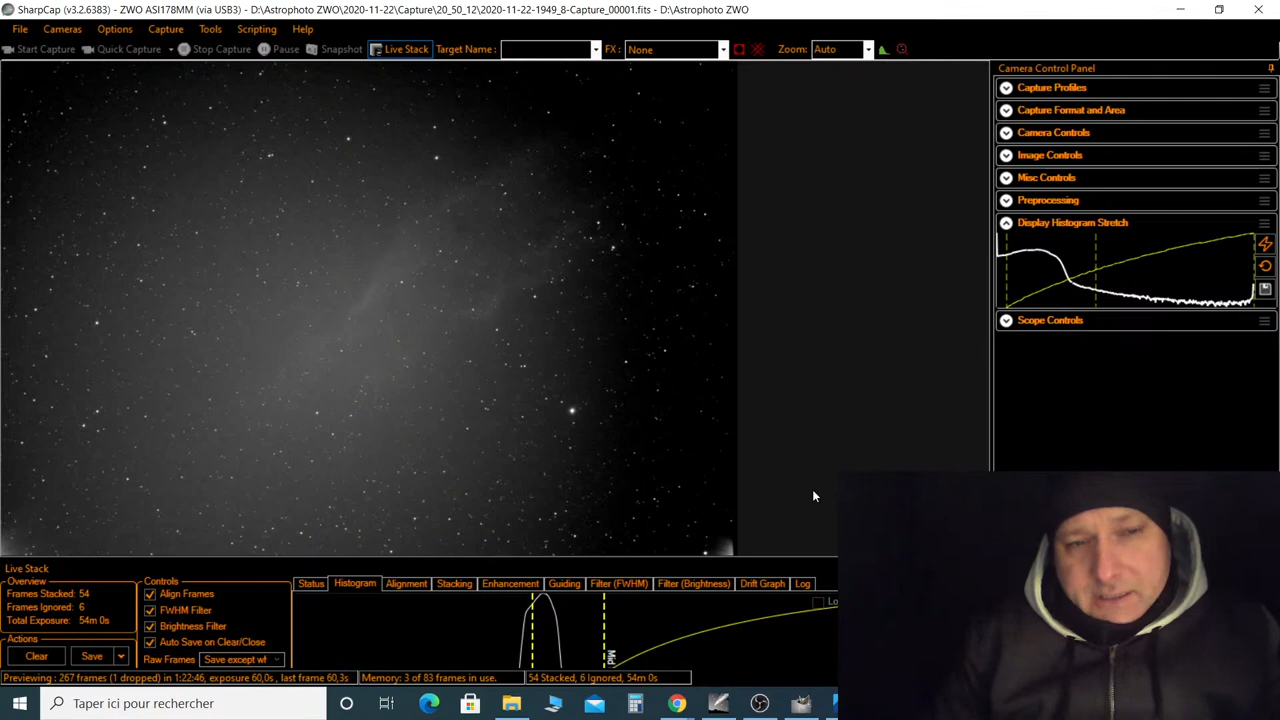 SharpCap (v3.2.6383) - ZWO ASI178MM (via USB3) - D:\Astrophoto ZWO\2020-11-22\Capture\20_50_12\2020-11-22-1949_8-Capture_00001.fits - D:\Astrophoto ZWO
File Cameras Options Capture Tools Scripting Help
Start Capture Quick Capture Stop Capture Pause Snapshot Live Stack Target Name : FX : None Zoom: Auto
Camera Control Panel
Capture Profiles
Capture Format and Area
Camera Controls
Image Controls
Misc Controls
Preprocessing
Display Histogram Stretch
Scope Controls
Live Stack
Overview
Frames Stacked: 54
Frames Ignored: 6
Total Exposure: 54m 0s
Actions
Clear Save
Controls
Align Frames
FWHM Filter
Brightness Filter
Auto Save on Clear/Close
Raw Frames Save except wl
Status Histogram Alignment Stacking Enhancement Guiding Filter (FWHM) Filter (Brightness) Drift Graph Log
Lo
Mid
Previewing : 267 frames (1 dropped) in 1:22:46, exposure 60,0s , last frame 60,3s Memory: 3 of 83 frames in use. 54 Stacked, 6 Ignored, 54m 0s
Taper ici pour rechercher